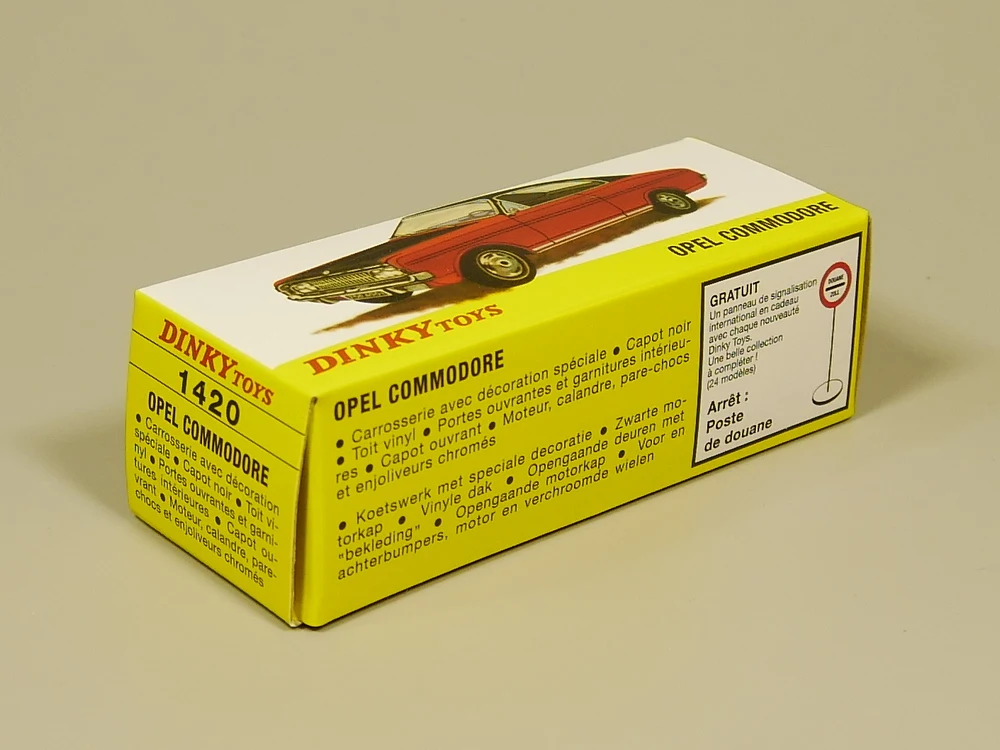 OPEL COMMODORE
DINKY TOYS
1420
OPEL COMMODORE
● Carrosserie avec décoration
spéciale ● Capot noir ● Toit vi-
nyl ● Portes ouvrantes et garni-
tures intérieures ● Capot ou-
vrant ● Moteur, calandre, pare-
chocs et enjoliveurs chromés
DINKY TOYS
OPEL COMMODORE
● Carrosserie avec décoration spéciale ● Capot noir
● Toit vinyl ● Portes ouvrantes et garnitures intérieu-
res ● Capot ouvrant ● Moteur, calandre, pare-chocs
et enjoliveurs chromés
● Koetswerk met speciale decoratie ● Zwarte mo-
torkap ● Vinyle dak ● Opengaande deuren met
"bekleding" ● Opengaande motorkap ● Voor en
achterbumpers, motor en verchroomde wielen
GRATUIT
Un panneau de signalisation
international en cadeau
avec chaque nouveauté
Dinky Toys.
Une belle collection
à compléter !
(24 modèles)
Arrêt :
Poste
de douane
DOUANE
ZOLL